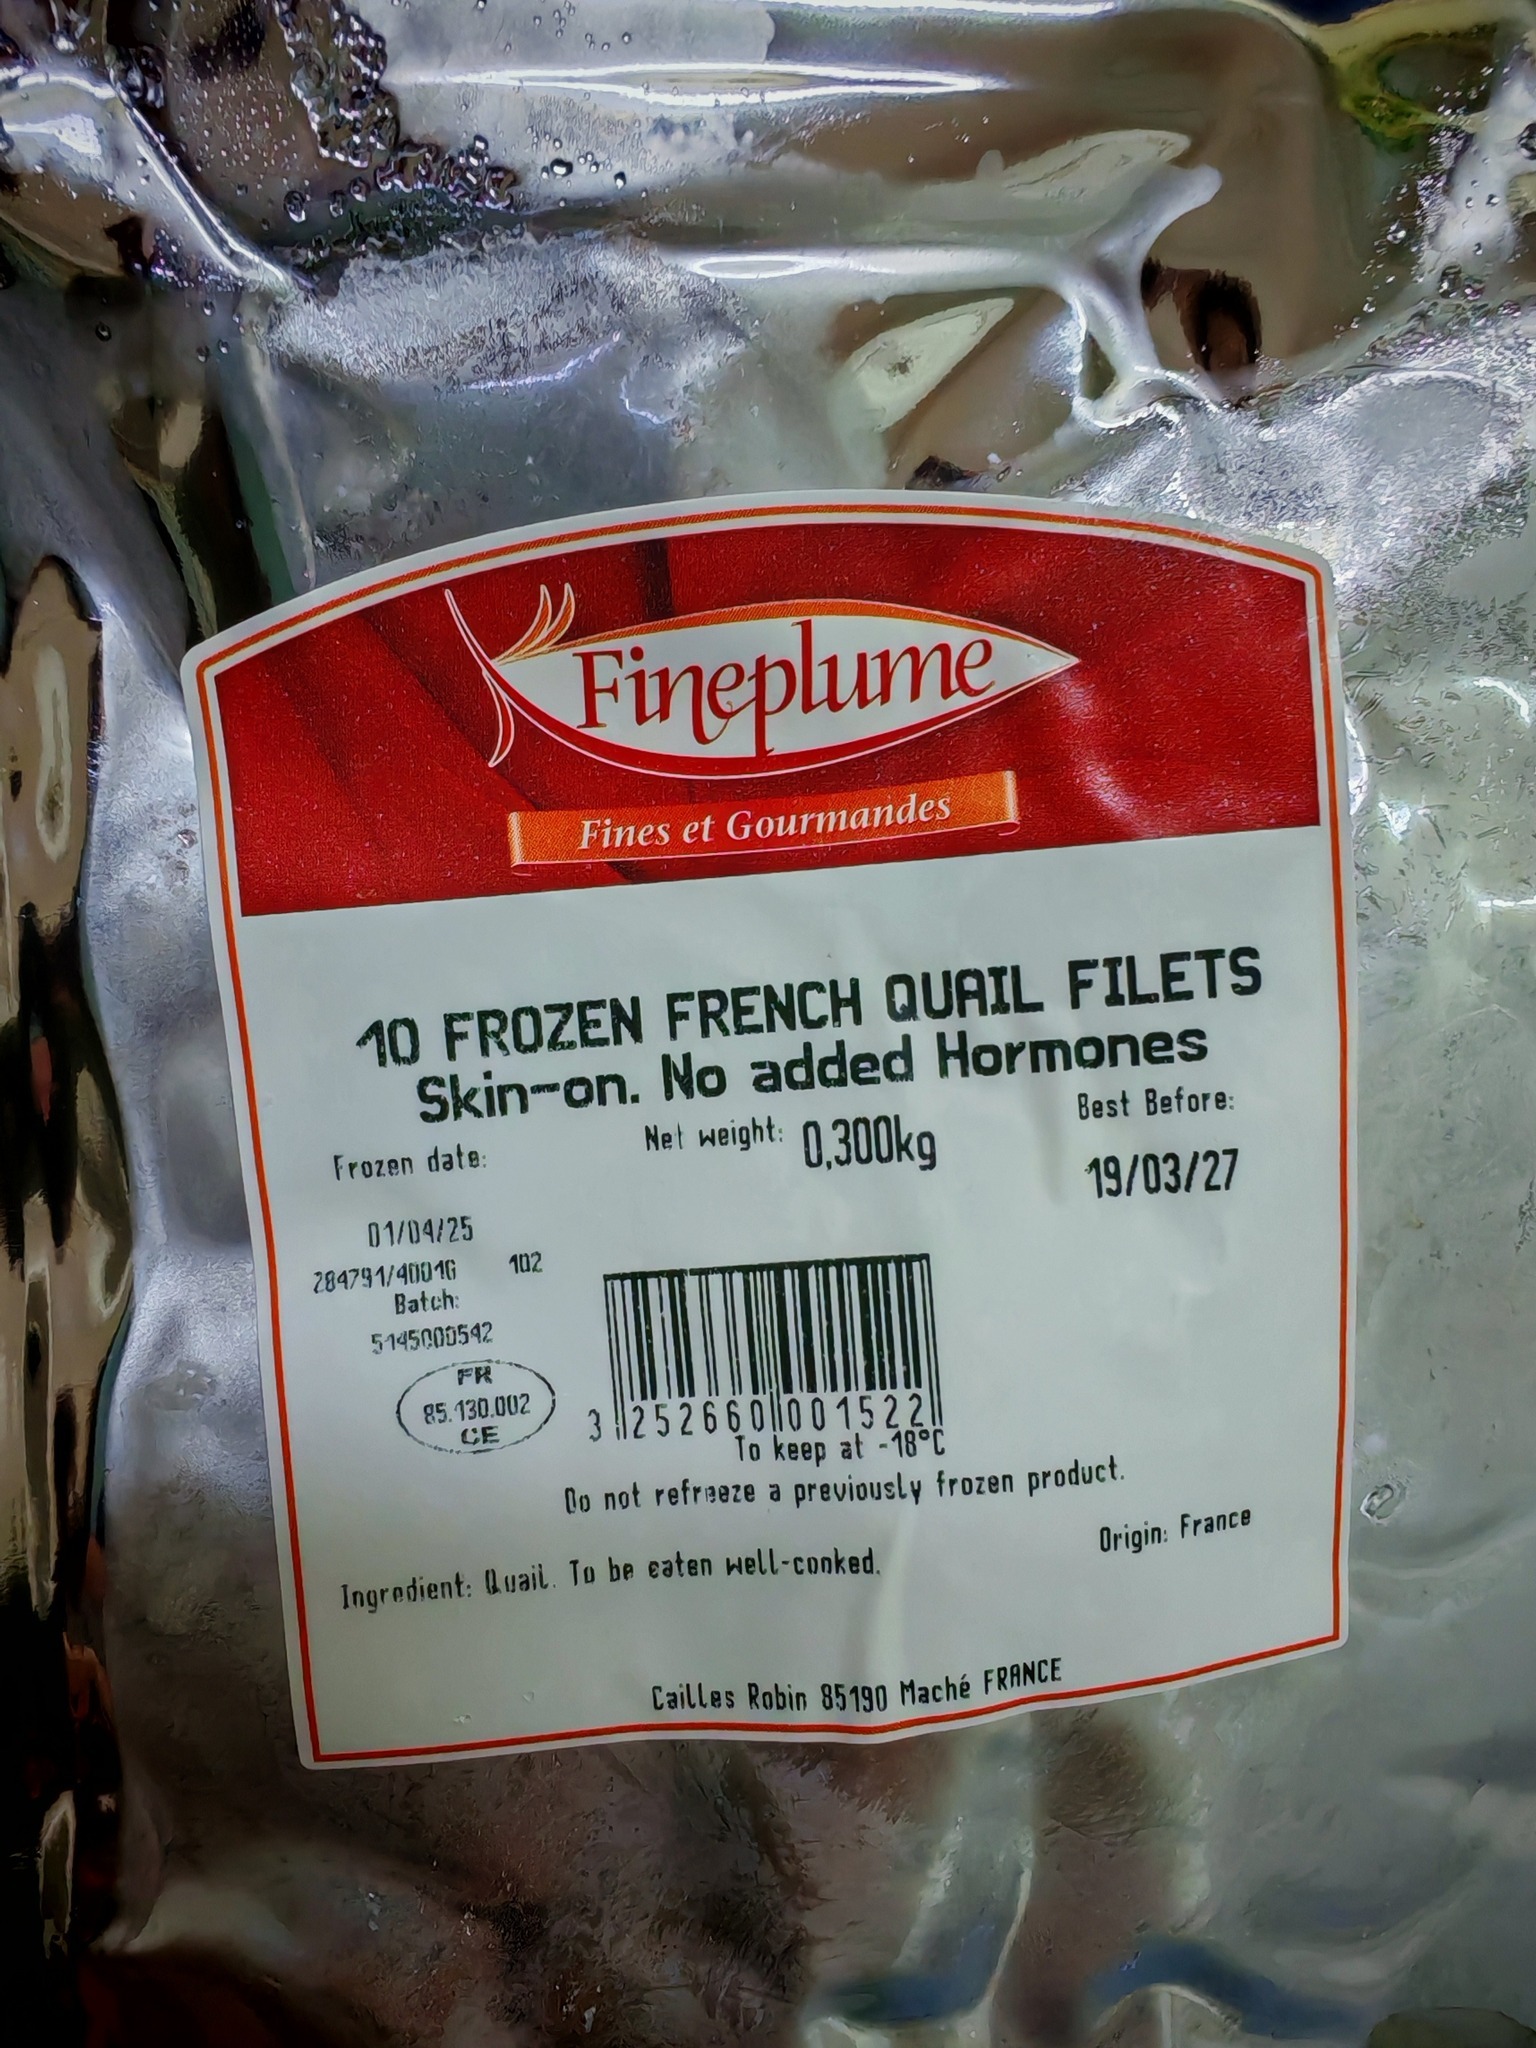 Fineplume
Fines et Gourmandes
10 FROZEN FRENCH QUAIL FILETS
Skin-on. No added Hormones
Frozen date: Net weight: 0,300kg Best Before:
01/04/25 19/03/27
284791/40016 102
Batch:
5145000542
FR
85.130.002
CE
3 252660 001522
To keep at -18°C
Do not refreeze a previously frozen product.
Origin: France
Ingredient: Quail. To be eaten well-cooked.
Cailles Robin 85190 Maché FRANCE